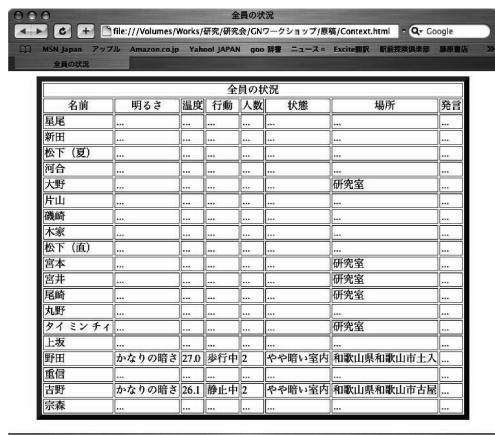 全員の状況
file:///Volumes/Works/研究/研究会/GNワークショップ/原稿/Context.html Q- Google
MSN Japan アップル Amazon.co.jp Yahoo! JAPAN goo 辞書 ニュース Excite翻訳
全員の状況
全員の状況
名前 明るさ 温度 行動 人数 状態 場所 発言
星尾 ... ... ... ... ... ... ...
新田 ... ... ... ... ... ... ...
松下（夏） ... ... ... ... ... ... ...
河合 ... ... ... ... ... ... ...
大野 ... ... ... ... ... 研究室 ...
片山 ... ... ... ... ... ... ...
磯崎 ... ... ... ... ... ... ...
木家 ... ... ... ... ... ... ...
松下（直） ... ... ... ... ... ... ...
宮本 ... ... ... ... ... 研究室 ...
宮井 ... ... ... ... ... 研究室 ...
尾崎 ... ... ... ... ... 研究室 ...
丸野 ... ... ... ... ... ... ...
タイ ミン チィ ... ... ... ... ... 研究室 ...
上坂 ... ... ... ... ... ... ...
野田 かなりの暗さ 27.0 歩行中 2 やや暗い室内 和歌山県和歌山市土入 ...
重信 ... ... ... ... ... ... ...
吉野 かなりの暗さ 26.1 静止中 2 やや暗い室内 和歌山県和歌山市古屋 ...
宗森 ... ... ... ... ... ... ...